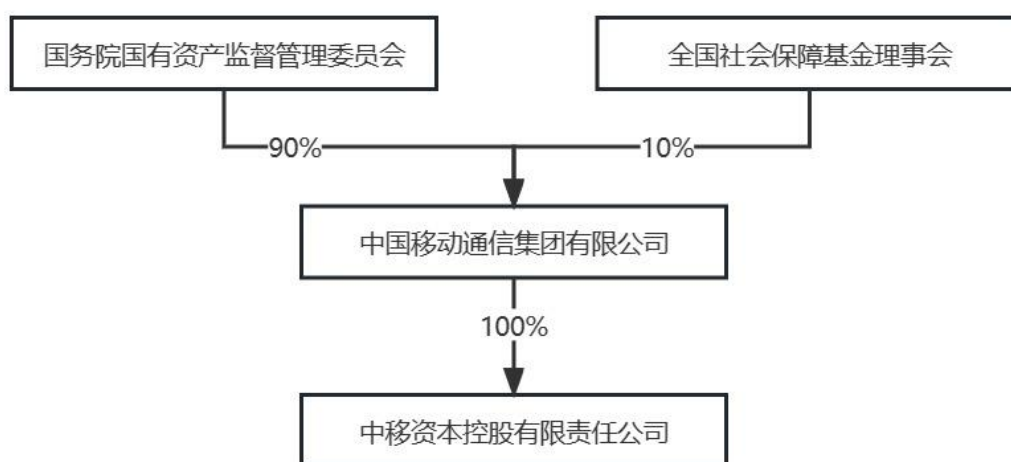 国务院国有资产监督管理委员会
全国社会保障基金理事会
90%
10%
中国移动通信集团有限公司
100%
中移资本控股有限责任公司